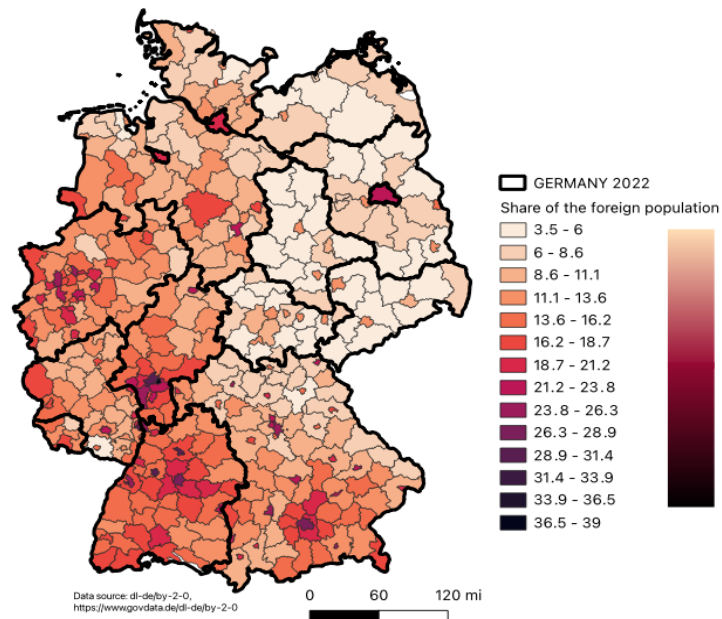 GERMANY 2022
Share of the foreign population
3.5 - 6
6 - 8.6
8.6 - 11.1
11.1 - 13.6
13.6 - 16.2
16.2 - 18.7
18.7 - 21.2
21.2 - 23.8
23.8 - 26.3
26.3 - 28.9
28.9 - 31.4
31.4 - 33.9
33.9 - 36.5
36.5 - 39
Data source: dl-de/by-2-0,
https://www.govdata.de/dl-de/by-2-0
0 60 120 mi